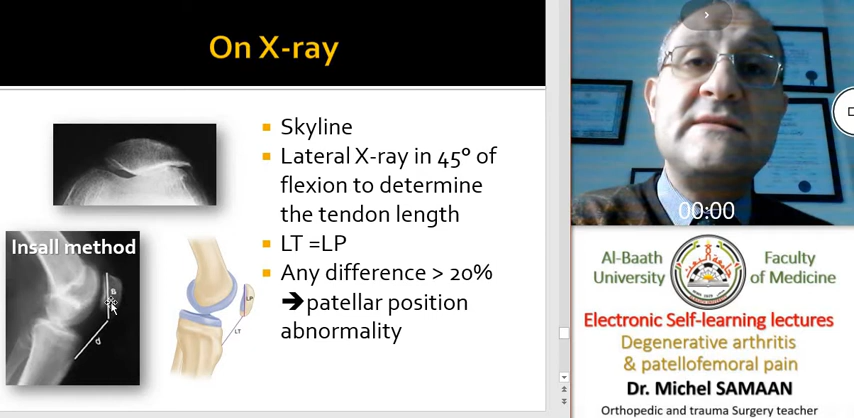 On X-ray
Skyline
Lateral X-ray in 45° of
flexion to determine
the tendon length
LT =LP
Any difference > 20%
➔patellar position
abnormality
Insall method
B
a
LP
LT
00:00
Al-Baath
University
Faculty
of Medicine
Electronic Self-learning lectures
Degenerative arthritis
& patellofemoral pain
Dr. Michel SAMAAN
Orthopedic and trauma Surgery teacher